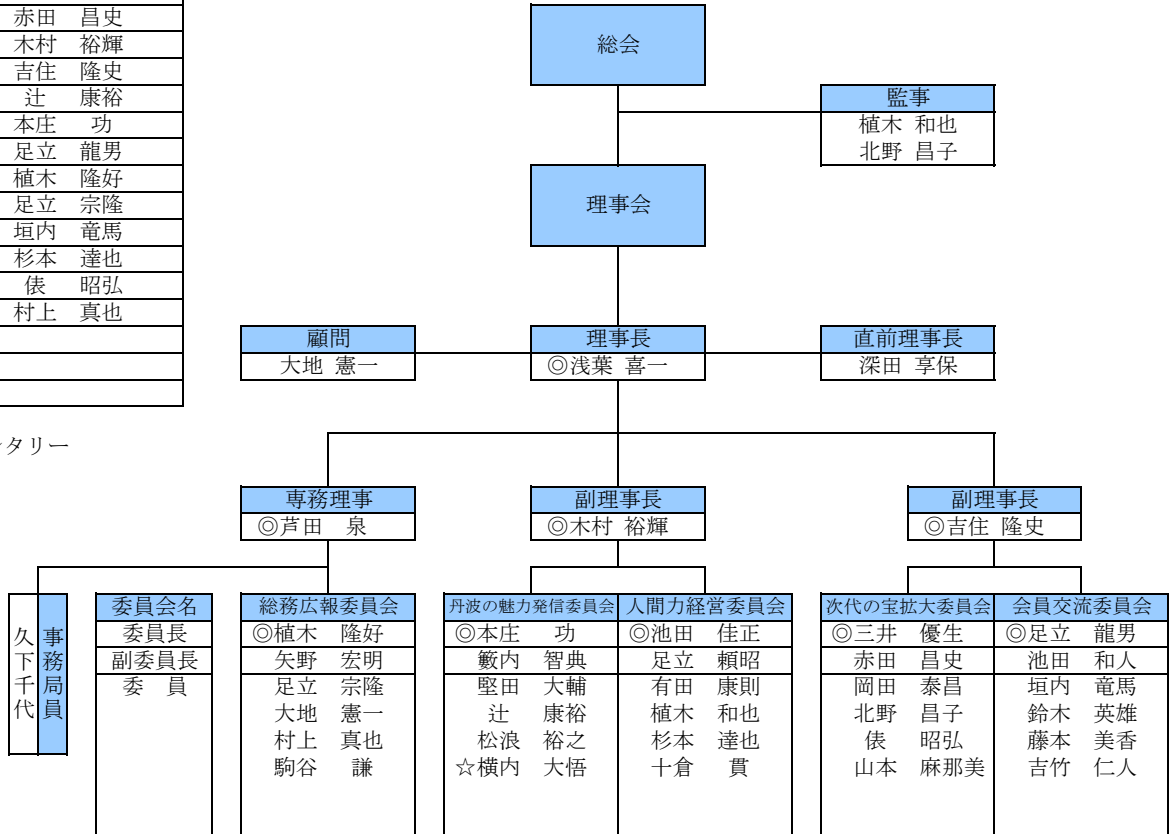 赤田 昌史
木村 裕輝
吉住 隆史
辻 康裕
本庄 功
足立 龍男
植木 隆好
足立 宗隆
垣内 竜馬
杉本 達也
俵 昭弘
村上 真也
タリー
総会
監事
植木 和也
北野 昌子
理事会
顧問
大地 憲一
理事長
◎浅葉 喜一
直前理事長
深田 享保
専務理事
◎芦田 泉
副理事長
◎木村 裕輝
副理事長
◎吉住 隆史
事務局員
久下千代
委員会名
委員長
副委員長
委 員
総務広報委員会
◎植木 隆好
矢野 宏明
足立 宗隆
大地 憲一
村上 真也
駒谷 謙
丹波の魅力発信委員会
◎本庄 功
籔内 智典
堅田 大輔
辻 康裕
松浪 裕之
☆横内 大悟
人間力経営委員会
◎池田 佳正
足立 頼昭
有田 康則
植木 和也
杉本 達也
十倉 貫
次代の宝拡大委員会
◎三井 優生
赤田 昌史
岡田 泰昌
北野 昌子
俵 昭弘
山本 麻那美
会員交流委員会
◎足立 龍男
池田 和人
垣内 竜馬
鈴木 英雄
藤本 美香
吉竹 仁人